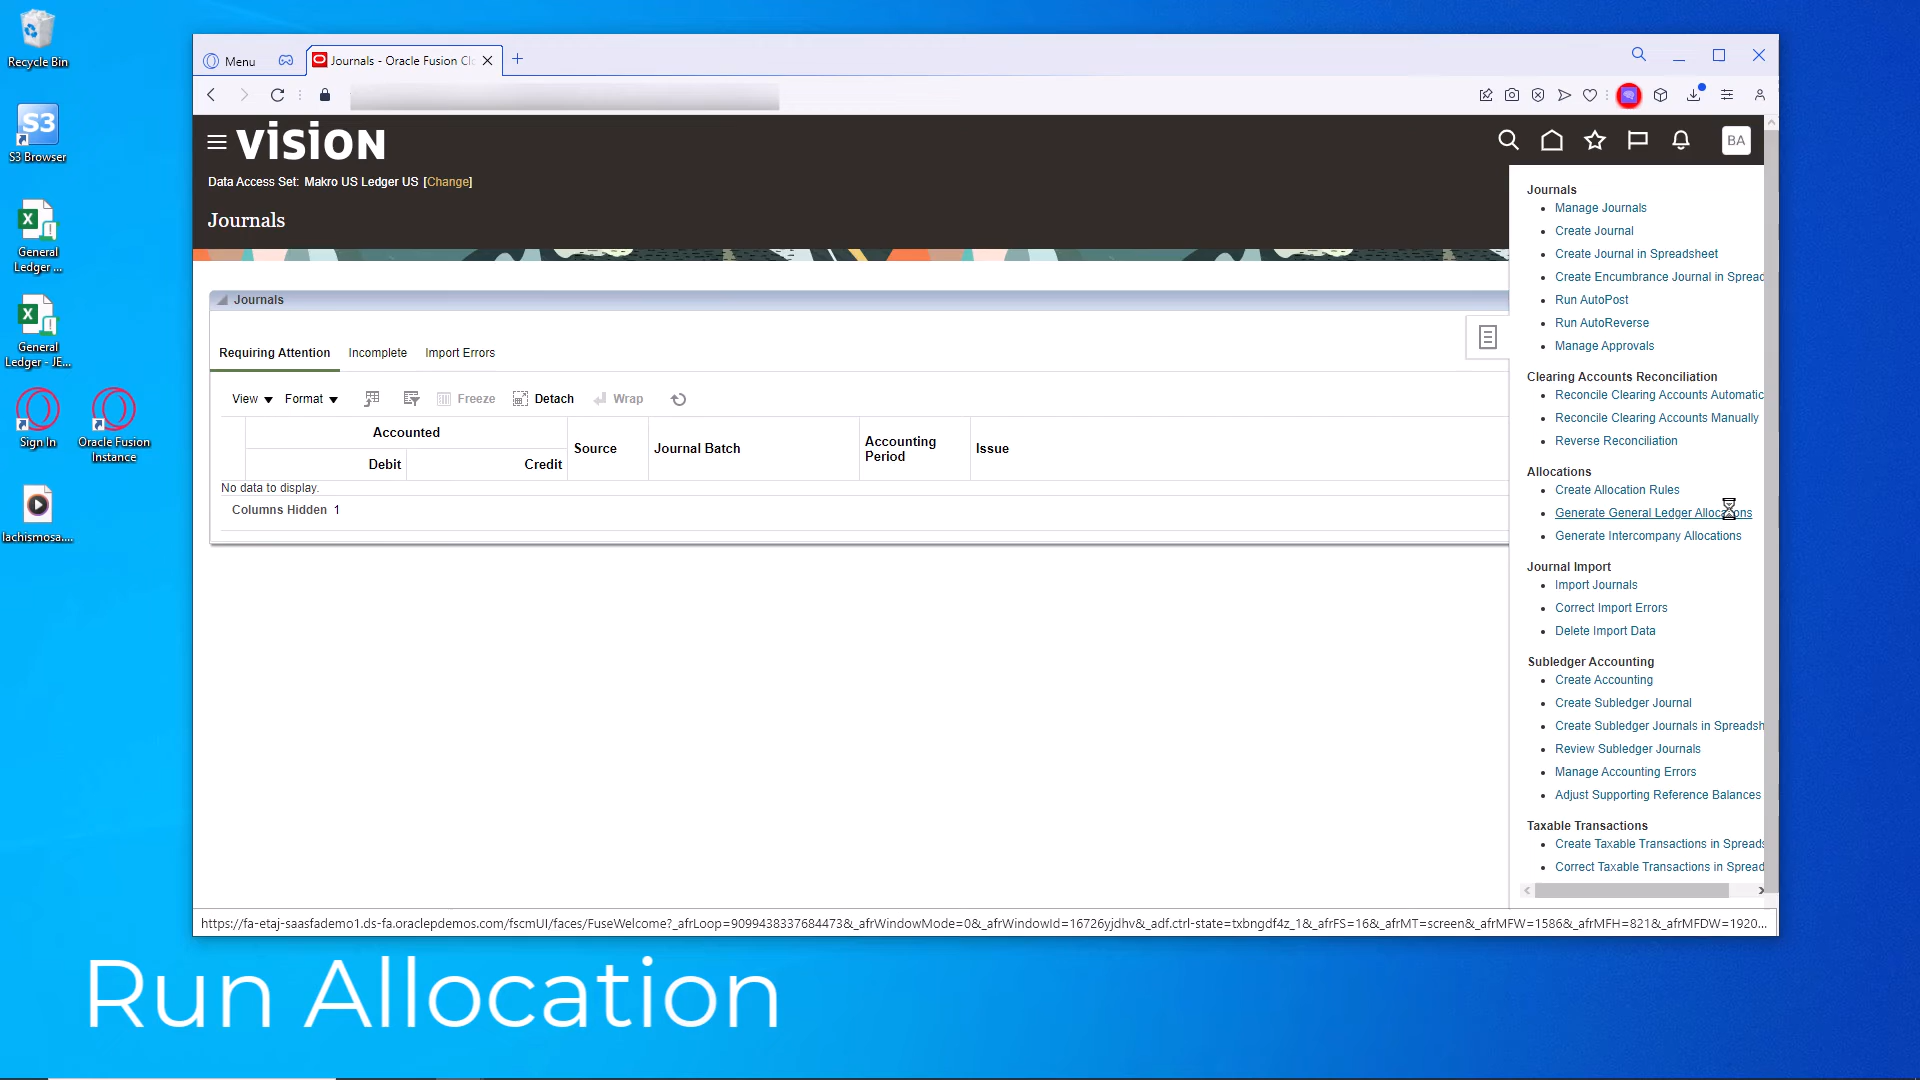 Recycle Bin
S3
S3 Browser
General
Ledger ...
General
Ledger - JE...
Sign In
Oracle Fusion
Instance
lachismosa....
Menu
Journals - Oracle Fusion Cl
VISION
BA
Data Access Set: Makro US Ledger US [Change]
Journals
Journals
Requiring Attention Incomplete Import Errors
View Format Freeze Detach Wrap
Accounted
Debit Credit
Source
Journal Batch
Accounting
Period
Issue
No data to display.
Columns Hidden 1
Journals
Manage Journals
Create Journal
Create Journal in Spreadsheet
Create Encumbrance Journal in Spread
Run AutoPost
Run AutoReverse
Manage Approvals
Clearing Accounts Reconciliation
Reconcile Clearing Accounts Automatic
Reconcile Clearing Accounts Manually
Reverse Reconciliation
Allocations
Create Allocation Rules
Generate General Ledger Allocations
Generate Intercompany Allocations
Journal Import
Import Journals
Correct Import Errors
Delete Import Data
Subledger Accounting
Create Accounting
Create Subledger Journal
Create Subledger Journals in Spreadsh
Review Subledger Journals
Manage Accounting Errors
Adjust Supporting Reference Balances
Taxable Transactions
Create Taxable Transactions in Spreads
Correct Taxable Transactions in Spread
https://fa-etaj-saasfademo1.ds-fa.oraclepdemos.com/fscmUI/faces/FuseWelcome?_afrLoop=9099438337684473&_afrWindowMode=0&_afrWindowId=16726yjdhv&_adf.ctrl-state=txbngdf4z_1&_afrFS=16&_afrMT=screen&_afrMFW=1586&_afrMFH=821&_afrMFDW=1920...
Run Allocation